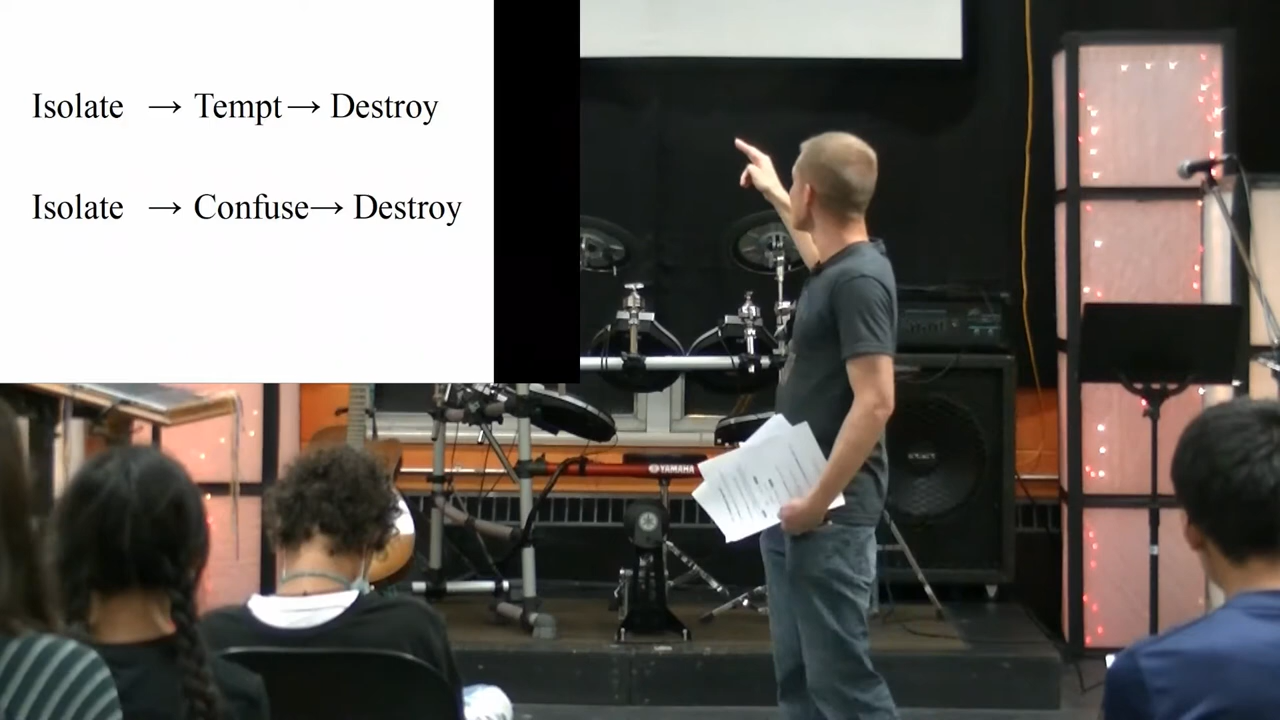 Isolate → Tempt → Destroy
Isolate → Confuse → Destroy
YAMAHA